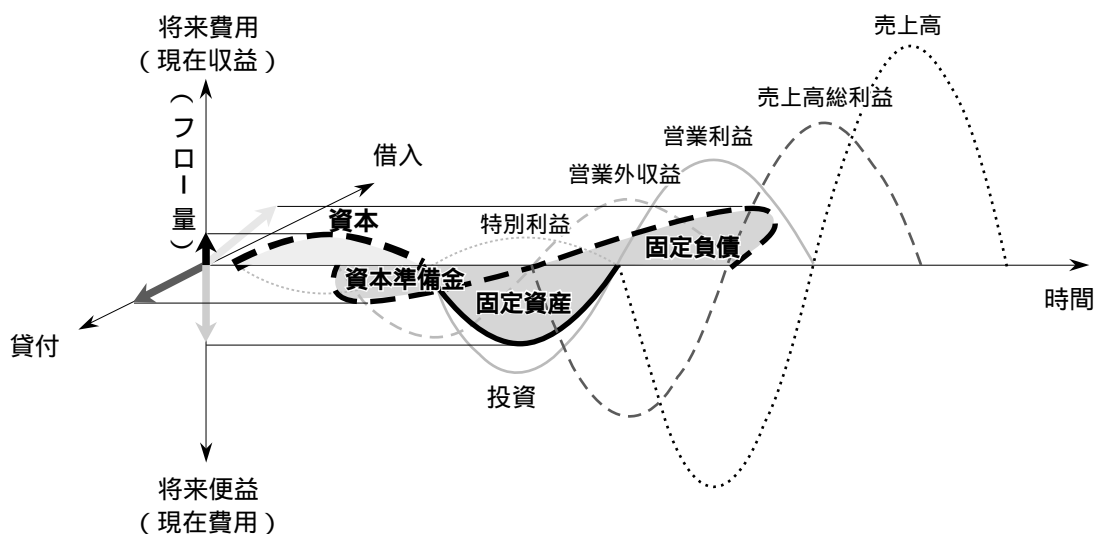 将来費用
(現在収益)
売上高
売上高総利益
営業利益
(フロー量)
借入
営業外収益
特別利益
資本
固定負債
資本準備金
固定資産
時間
貸付
投資
将来便益
(現在費用)